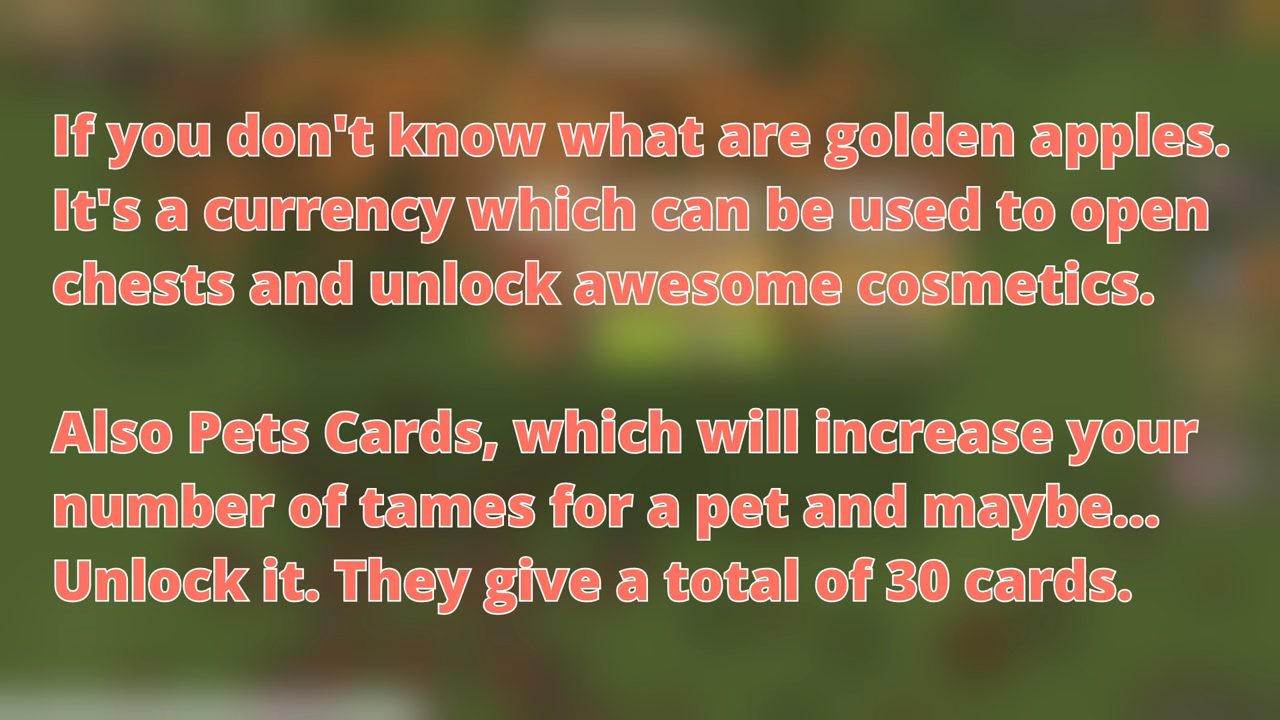 If you don't know what are golden apples.
It's a currency which can be used to open
chests and unlock awesome cosmetics.
Also Pets Cards, which will increase your
number of tames for a pet and maybe...
Unlock it. They give a total of 30 cards.